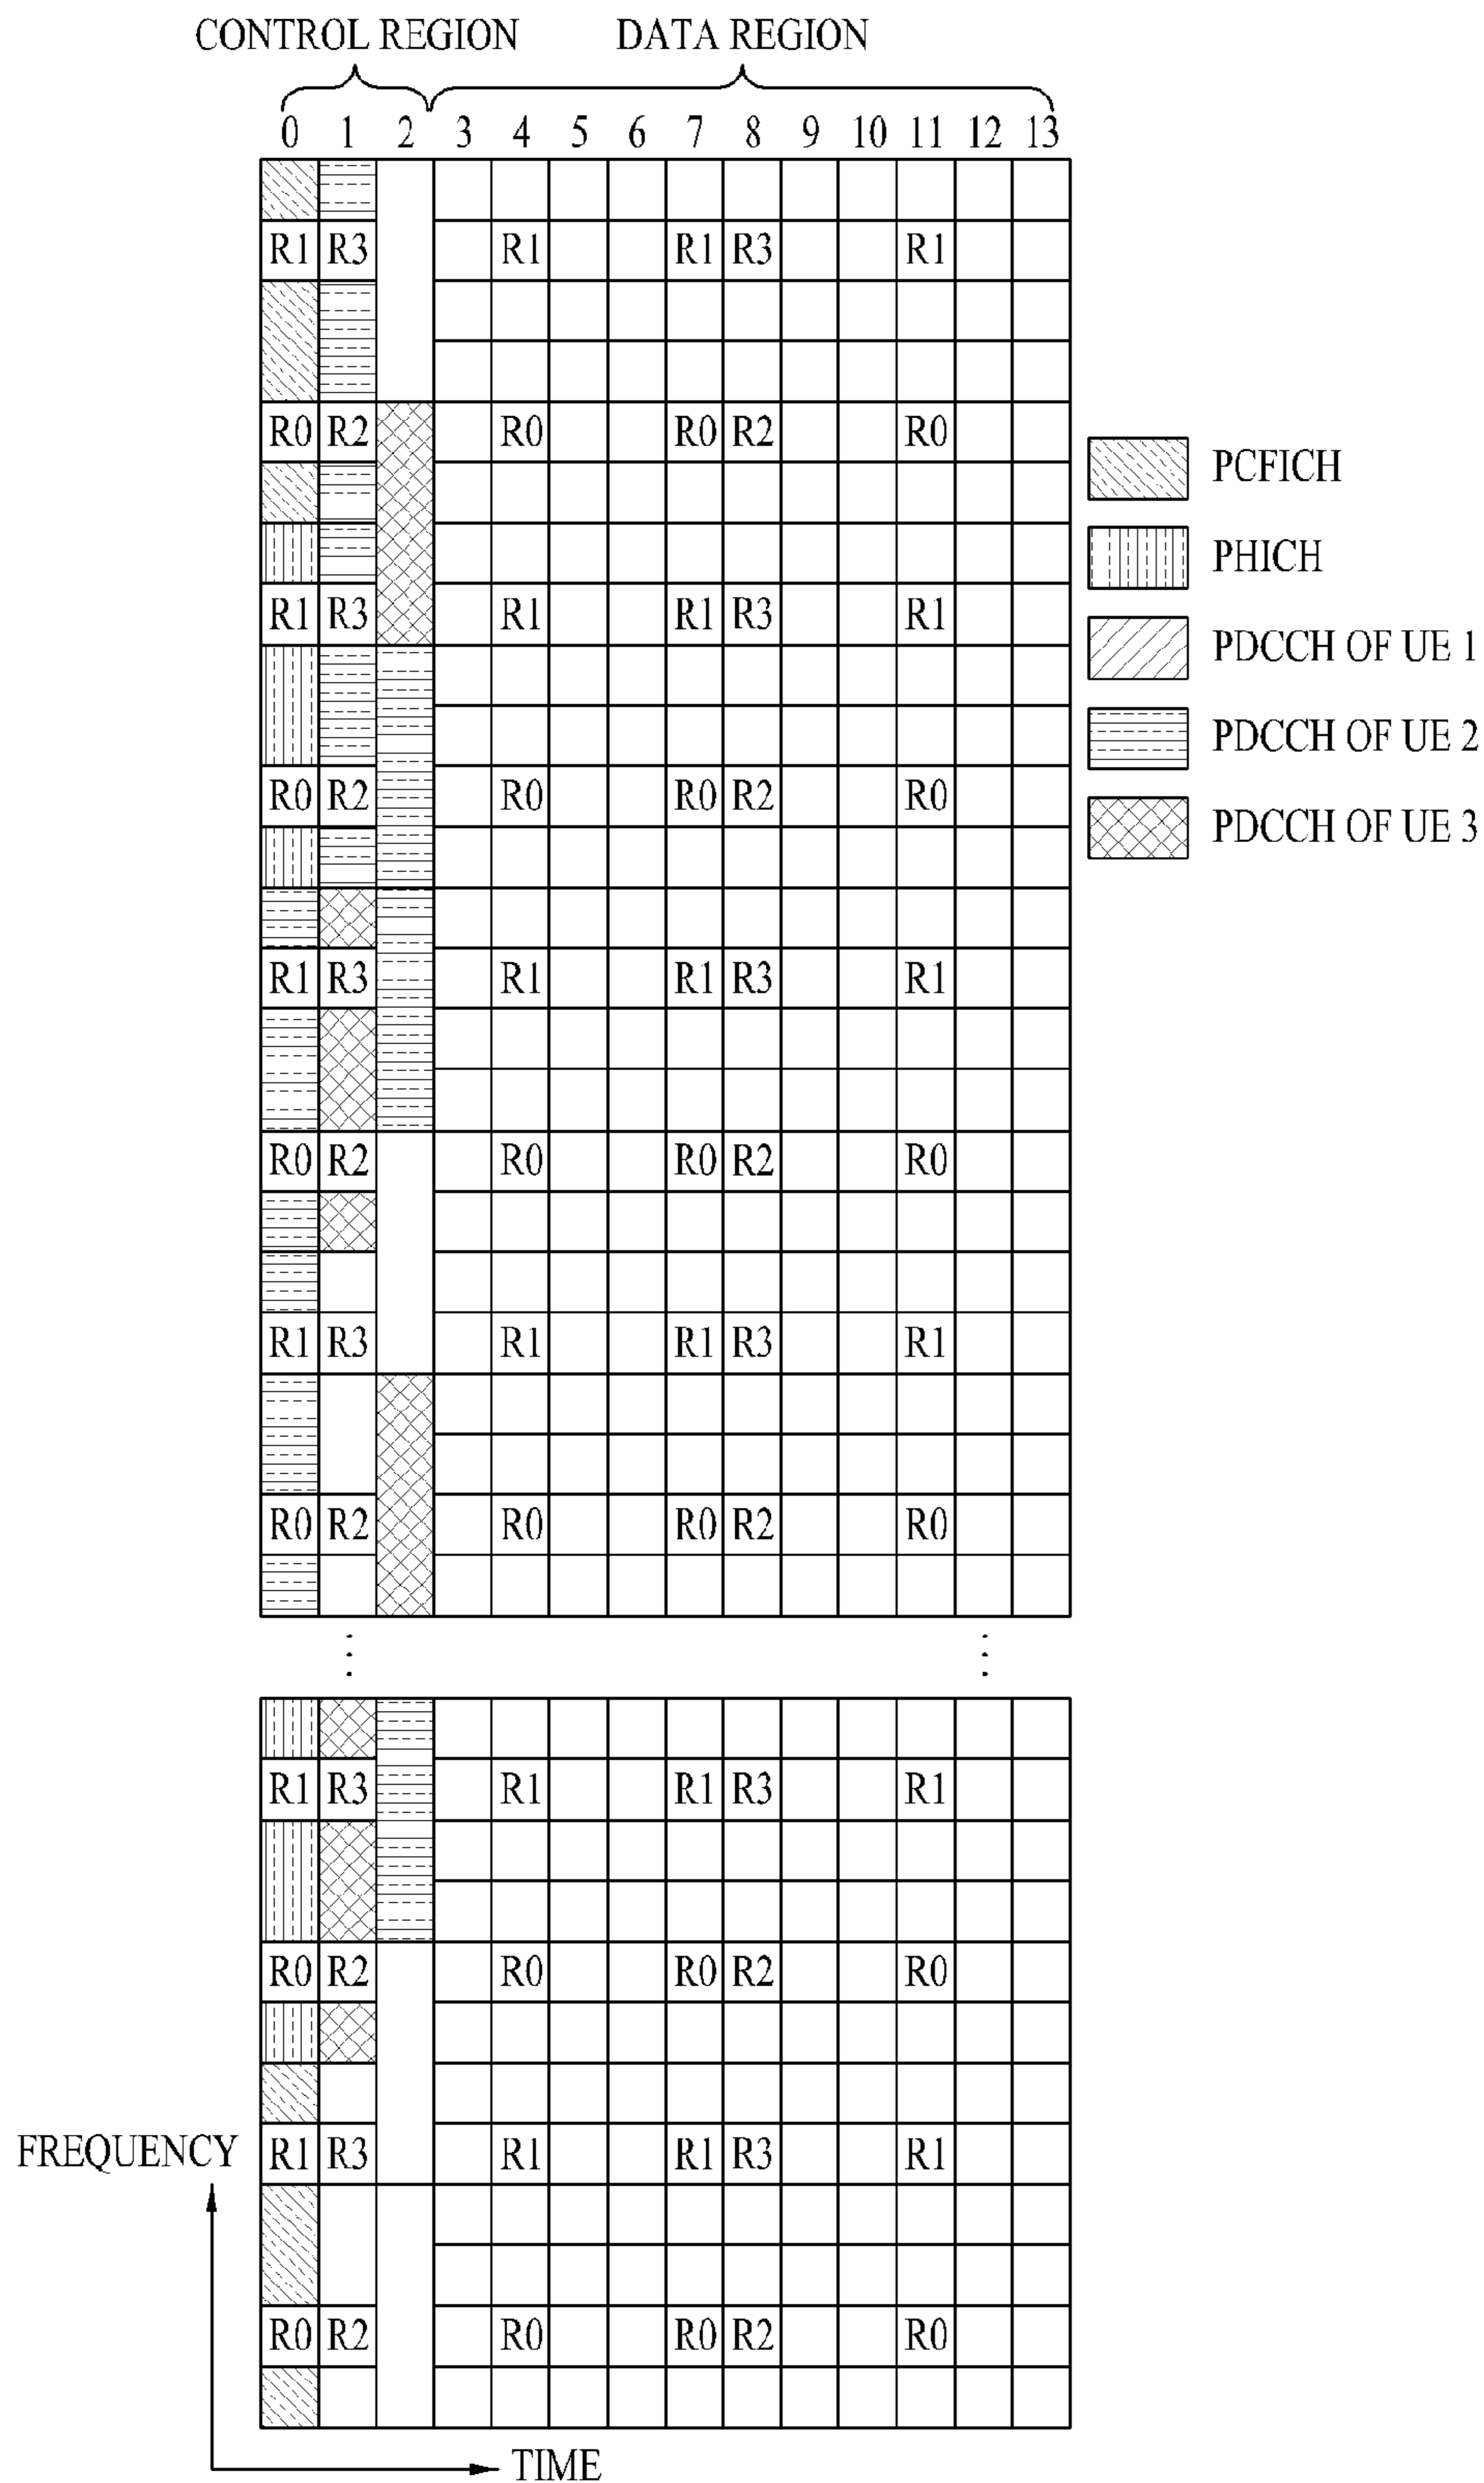 CONTROL REGION DATA REGION
0 1 2 3 4 5 6 7 8 9 10 11 12 13
R1 R3 R1 R1 R3 R1
R0 R2 R0 R0 R2 R0
PCFICH
PHICH
R1 R3 R1 R1 R3 R1
PDCCH OF UE 1
PDCCH OF UE 2
R0 R2 R0 R0 R2 R0
PDCCH OF UE 3
R1 R3 R1 R1 R3 R1
R0 R2 R0 R0 R2 R0
R1 R3 R1 R1 R3 R1
R0 R2 R0 R0 R2 R0
R1 R3 R1 R1 R3 R1
R0 R2 R0 R0 R2 R0
FREQUENCY R1 R3 R1 R1 R3 R1
R0 R2 R0 R0 R2 R0
TIME